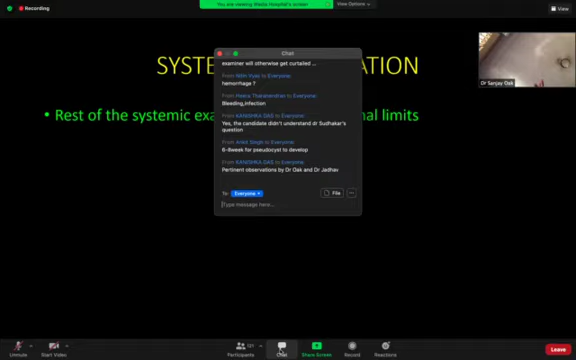 Recording
You are viewing Wadia Hospital's screen
View Options
View
SYSTE
ATION
• Rest of the systemic exa
nal limits
Chat
examiner will otherwise get curtailed ...
From Nitin Vyas to Everyone:
hemorrhage ?
From Meera Tharanendran to Everyone:
Bleeding,infection
From KANISHKA DAS to Everyone:
Yes, the candidate didn't understand dr Sudhakar's
question
From Ankit Singh to Everyone:
6-8week for pseudocyst to develop
From KANISHKA DAS to Everyone:
Pertinent observations by Dr Oak and Dr Jadhav
To: Everyone
File
Type message here...
Dr Sanjay Oak
Unmute
Start Video
Participants
Chat
Share Screen
Record
Reactions
Leave